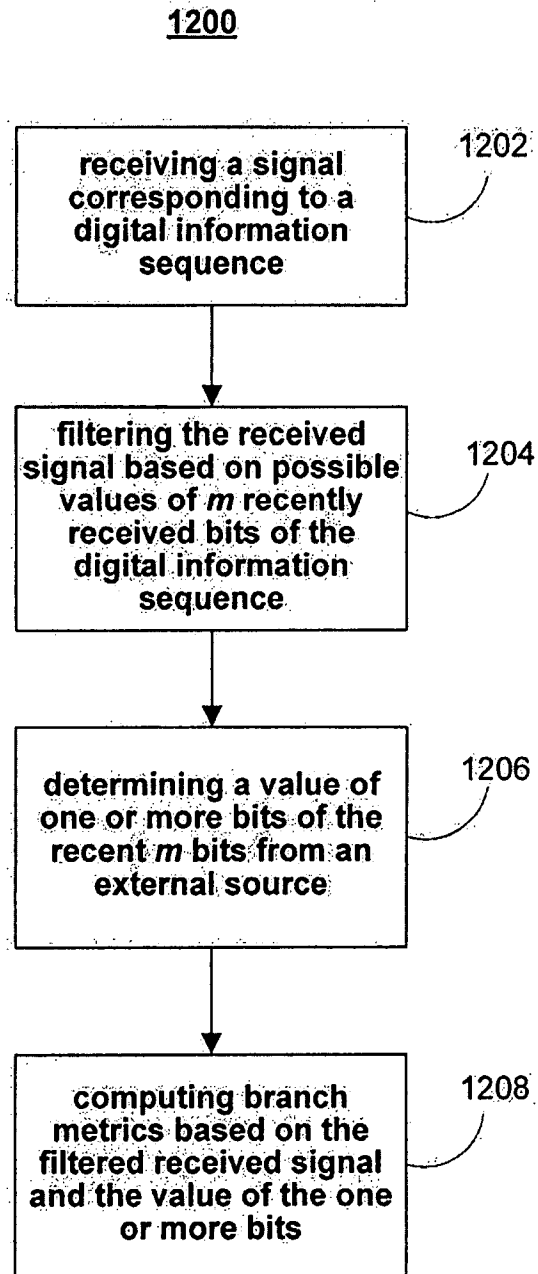 1200
receiving a signal
corresponding to a
digital information
sequence
1202
filtering the received
signal based on possible
values of m recently
received bits of the
digital information
sequence
1204
determining a value of
one or more bits of the
recent m bits from an
external source
1206
computing branch
metrics based on the
filtered received signal
and the value of the one
or more bits
1208